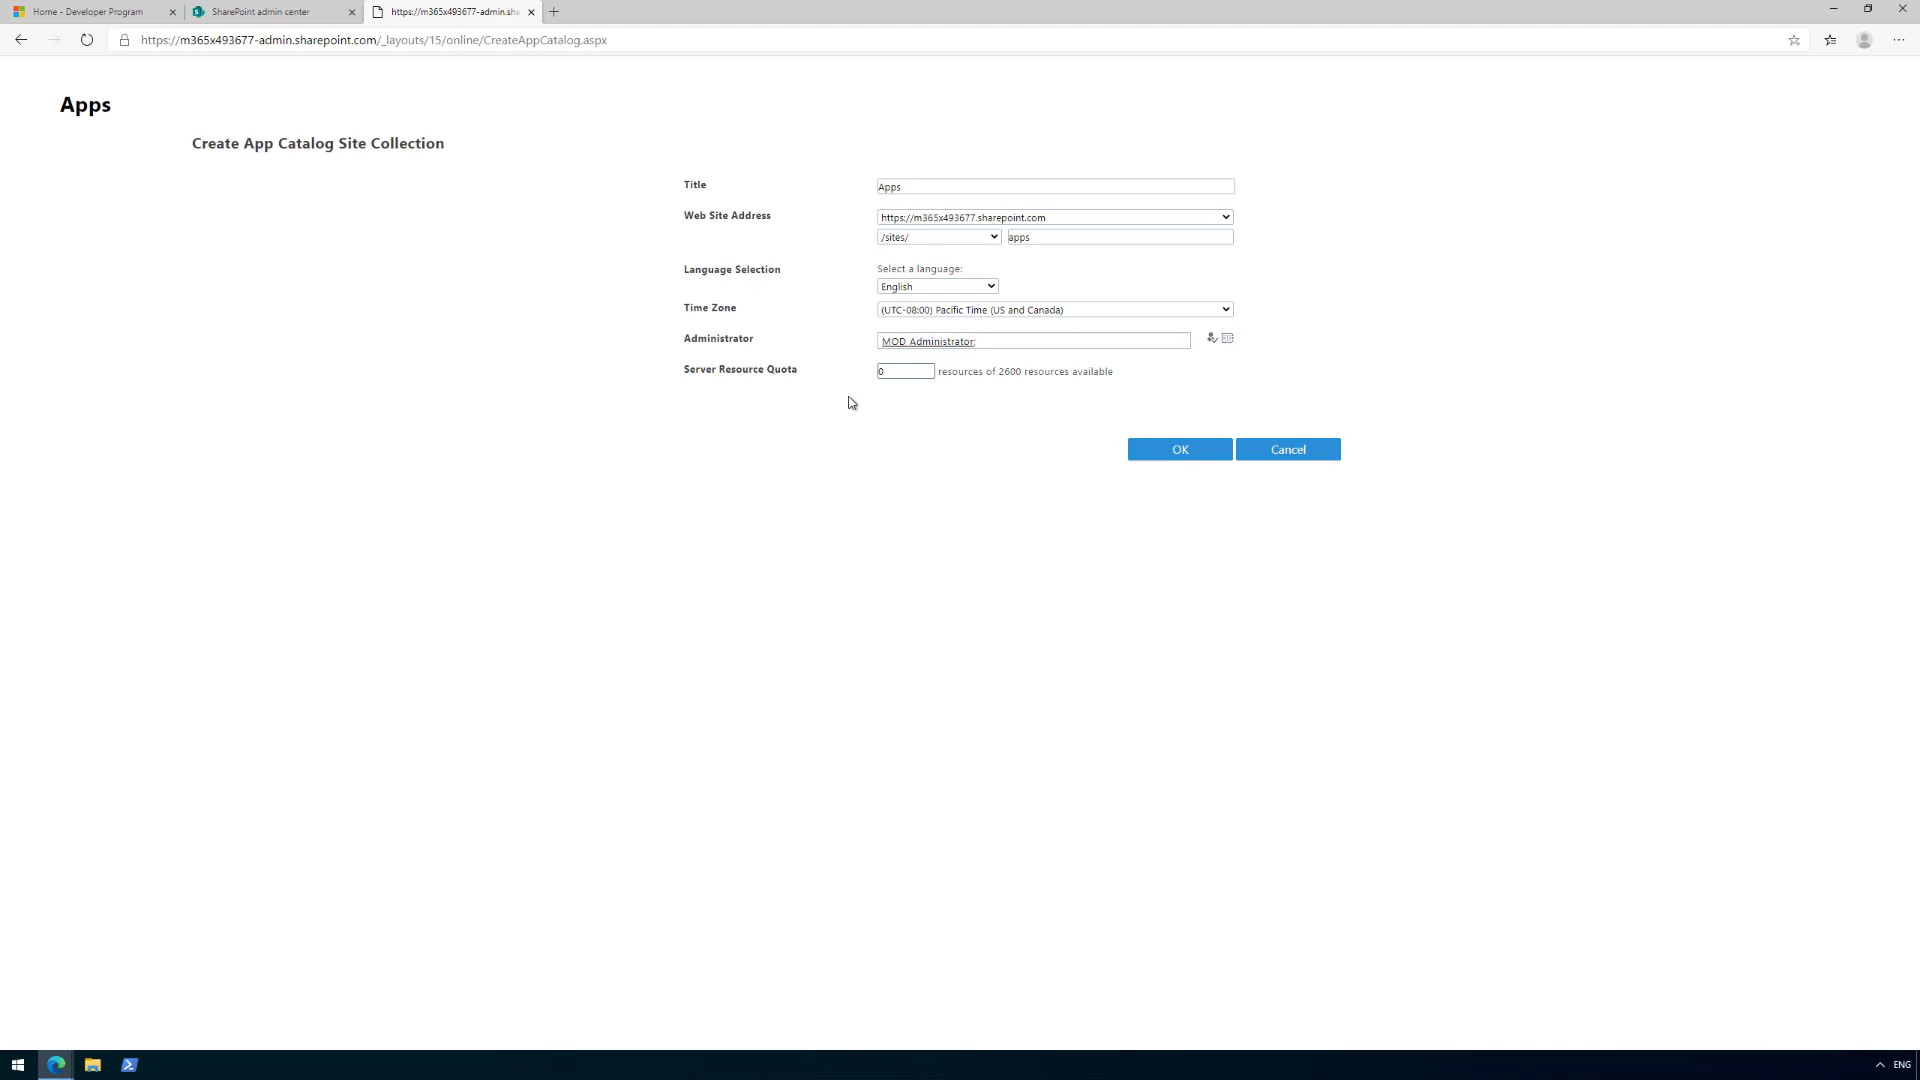 Home - Developer Program
SharePoint admin center
https://m365x493677-admin.sha
https://m365x493677-admin.sharepoint.com/_layouts/15/online/CreateAppCatalog.aspx
Apps
Create App Catalog Site Collection
Title
Apps
Web Site Address
https://m365x493677.sharepoint.com
/sites/
apps
Language Selection
Select a language:
English
Time Zone
(UTC-08:00) Pacific Time (US and Canada)
Administrator
MOD Administrator;
Server Resource Quota
0
resources of 2600 resources available
OK
Cancel
ENG